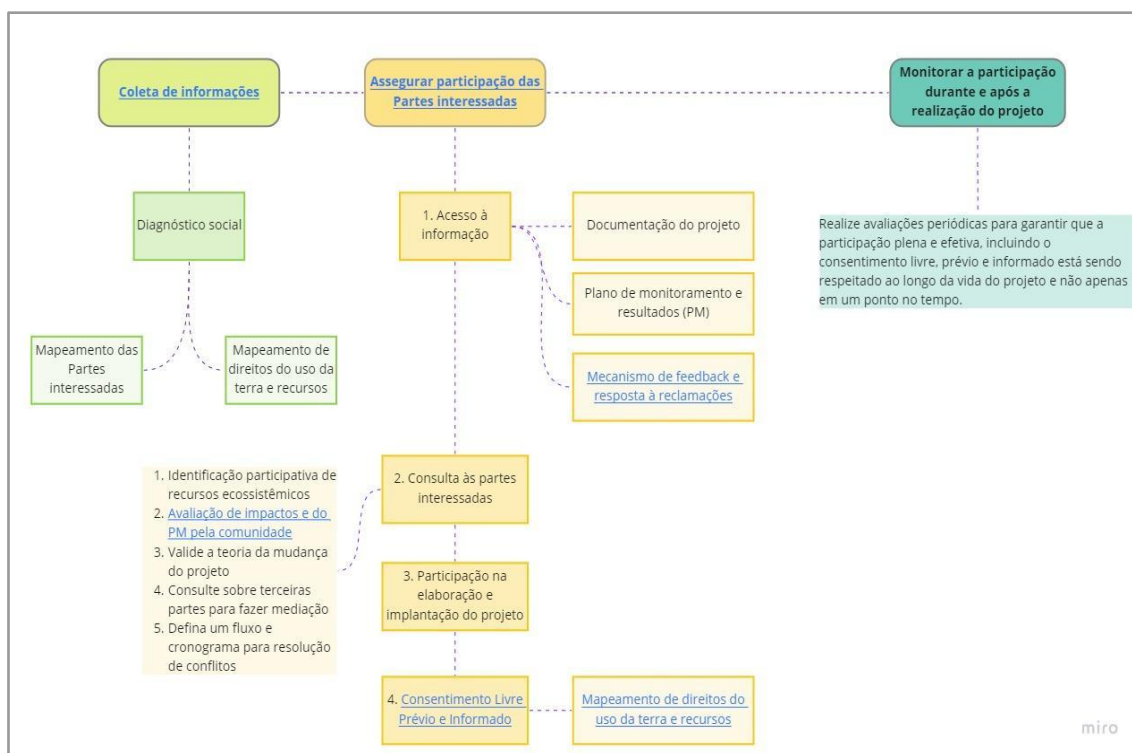 Coleta de informações
Assegurar participação das
Partes interessadas
Monitorar a participação
durante e após a
realização do projeto
Diagnóstico social
Mapeamento das
Partes
interessadas
Mapeamento de
direitos do uso da
terra e recursos
1. Acesso à
informação
Documentação do projeto
Plano de monitoramento e
resultados (PM)
Mecanismo de feedback e
resposta à reclamações
Realize avaliações periódicas para garantir que a
participação plena e efetiva, incluindo o
consentimento livre, prévio e informado está sendo
respeitado ao longo da vida do projeto e não apenas
em um ponto no tempo.
2. Consulta às partes
interessadas
1. Identificação participativa de
recursos ecossistêmicos
2. Avaliação de impactos e do
PM pela comunidade
3. Valide a teoria da mudança
do projeto
4. Consulte sobre terceiras
partes para fazer mediação
5. Defina um fluxo e
cronograma para resolução
de conflitos
3. Participação na
elaboração e
implantação do projeto
4. Consentimento Livre
Prévio e Informado
Mapeamento de direitos do
uso da terra e recursos
miro